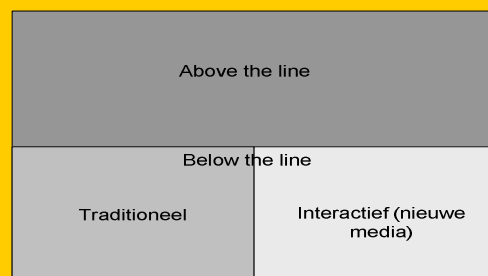 Above the line
Below the line
Traditioneel
Interactief (nieuwe
media)